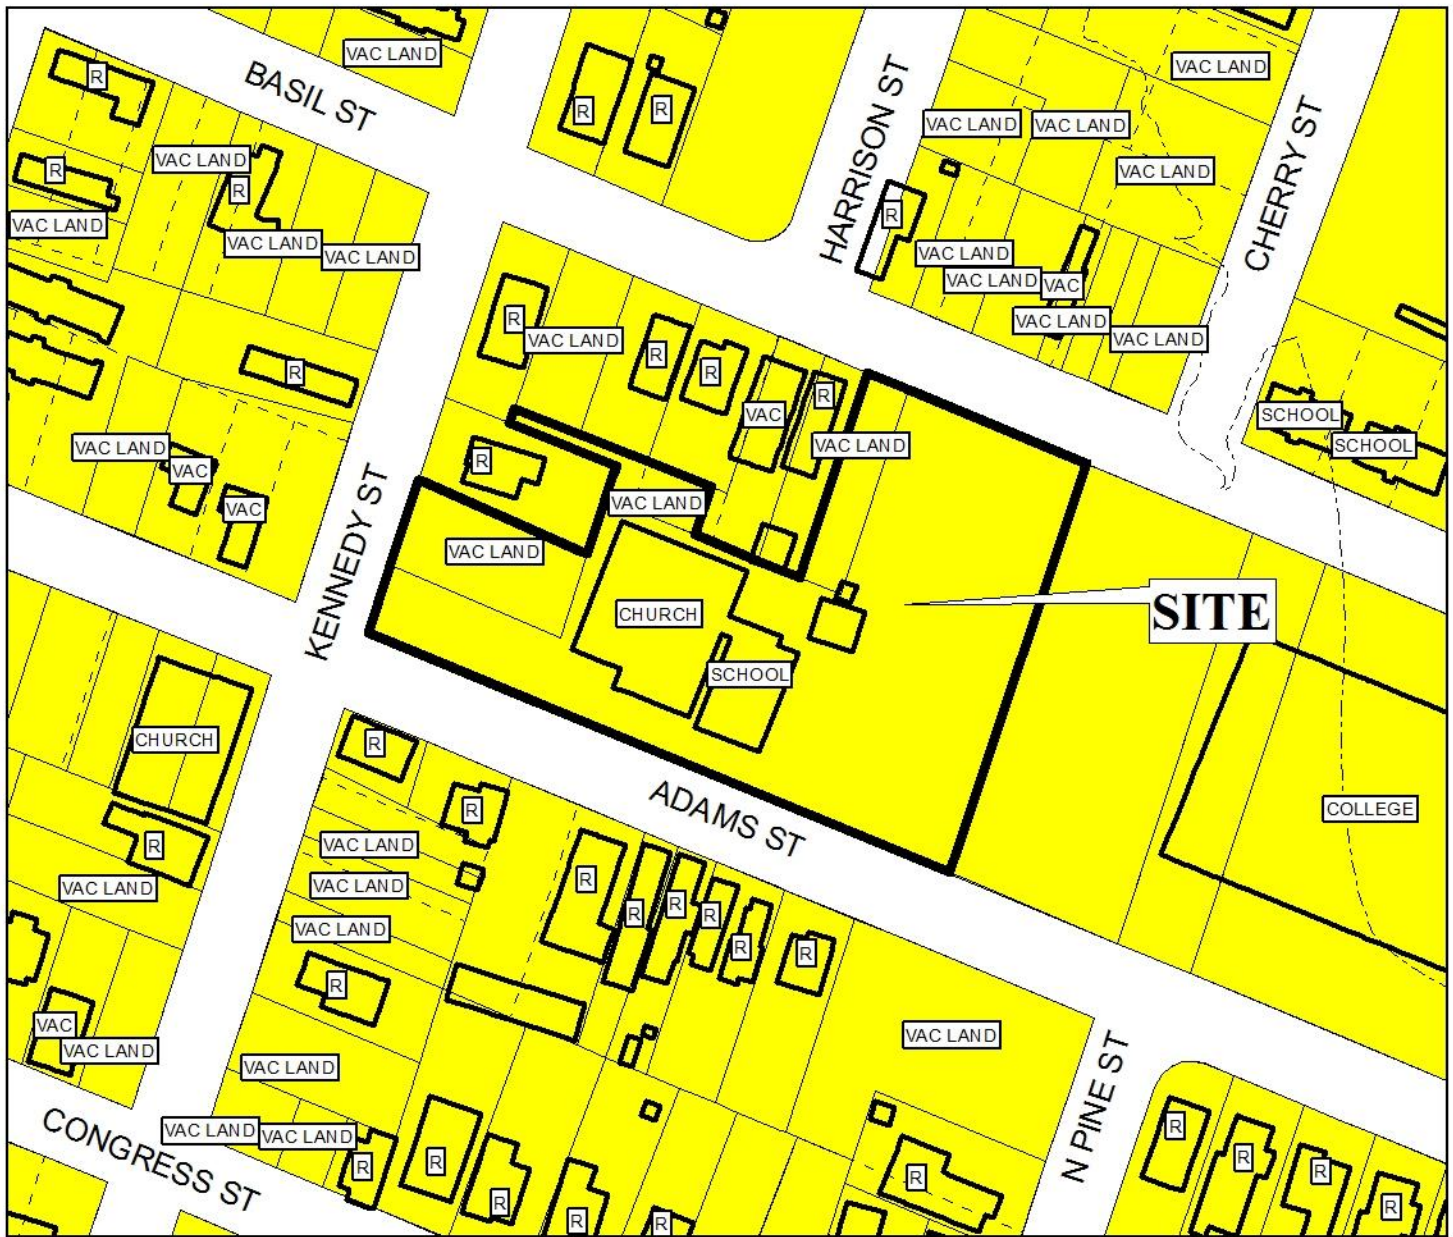 VAC LAND
R
BASIL ST
R
R
VAC LAND
HARRISON ST
VAC LAND
VAC LAND
CHERRY ST
VAC LAND
R
VAC LAND
R
VAC LAND
R
VAC LAND
VAC LAND
VAC LAND
VAC LAND
VAC
VAC LAND
VAC LAND
R
VAC LAND
R
R
R
R
VAC
VAC LAND
SCHOOL
SCHOOL
VAC LAND
VAC
VAC
KENNEDY ST
R
VAC LAND
VAC LAND
CHURCH
SCHOOL
SITE
CHURCH
R
VAC LAND
R
R
ADAMS ST
COLLEGE
VAC LAND
VAC LAND
VAC LAND
R
R
R
R
R
R
R
VAC
VAC LAND
VAC LAND
VAC LAND
N PINE ST
CONGRESS ST
VAC LAND
VAC LAND
R
R
R
R
R
R
R
R
R
R